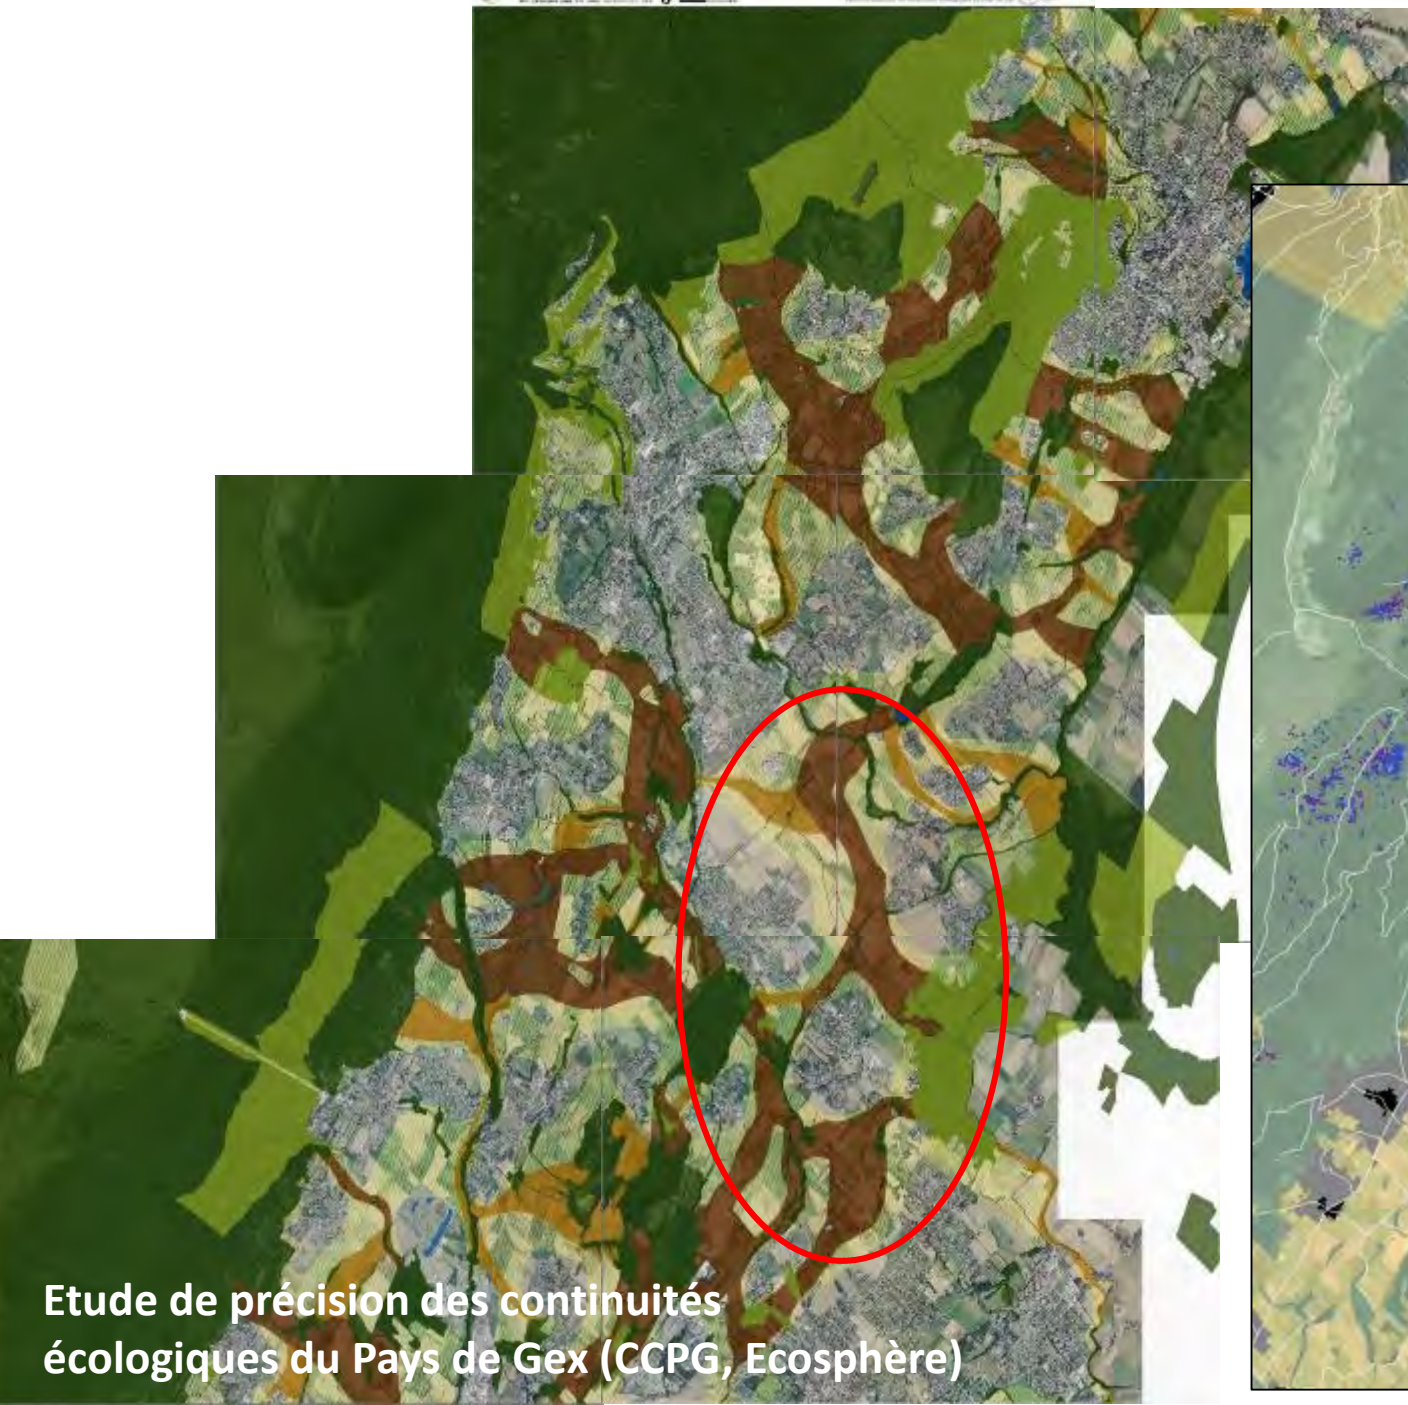 Etude de précision des continuités
écologiques du Pays de Gex (CCPG, Ecosphère)